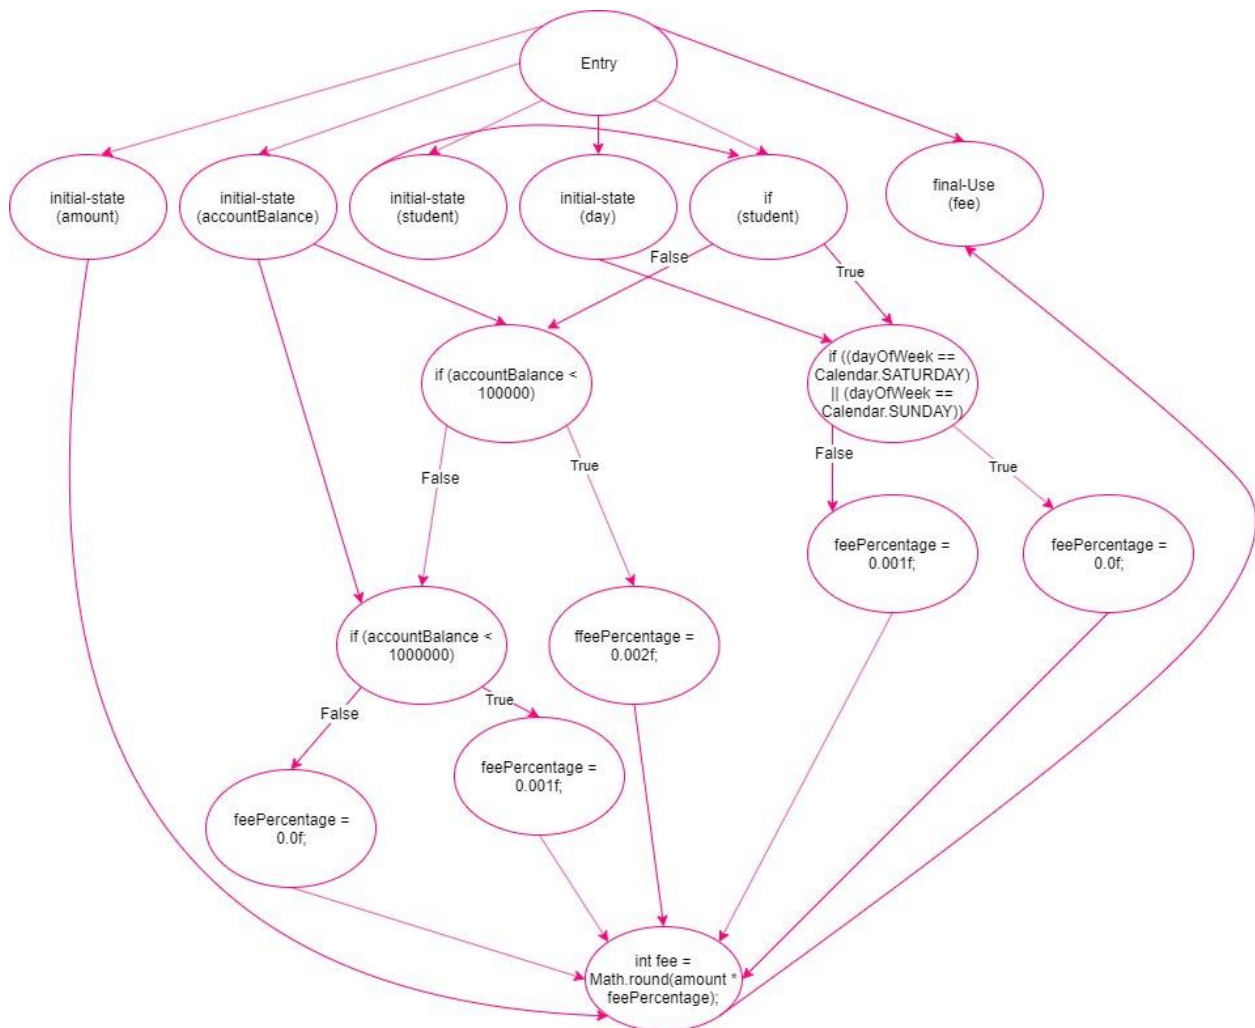 Entry
initial-state
(amount)
initial-state
(accountBalance)
initial-state
(student)
initial-state
(day)
if
(student)
final-Use
(fee)
False
True
if (accountBalance <
100000)
if ((dayOfWeek ==
Calendar.SATURDAY)
|| (dayOfWeek ==
Calendar.SUNDAY))
False
True
False
True
feePercentage =
0.001f;
feePercentage =
0.0f;
if (accountBalance <
1000000)
ffeePercentage =
0.002f;
False
True
feePercentage =
0.0f;
feePercentage =
0.001f;
int fee =
Math.round(amount *
feePercentage);